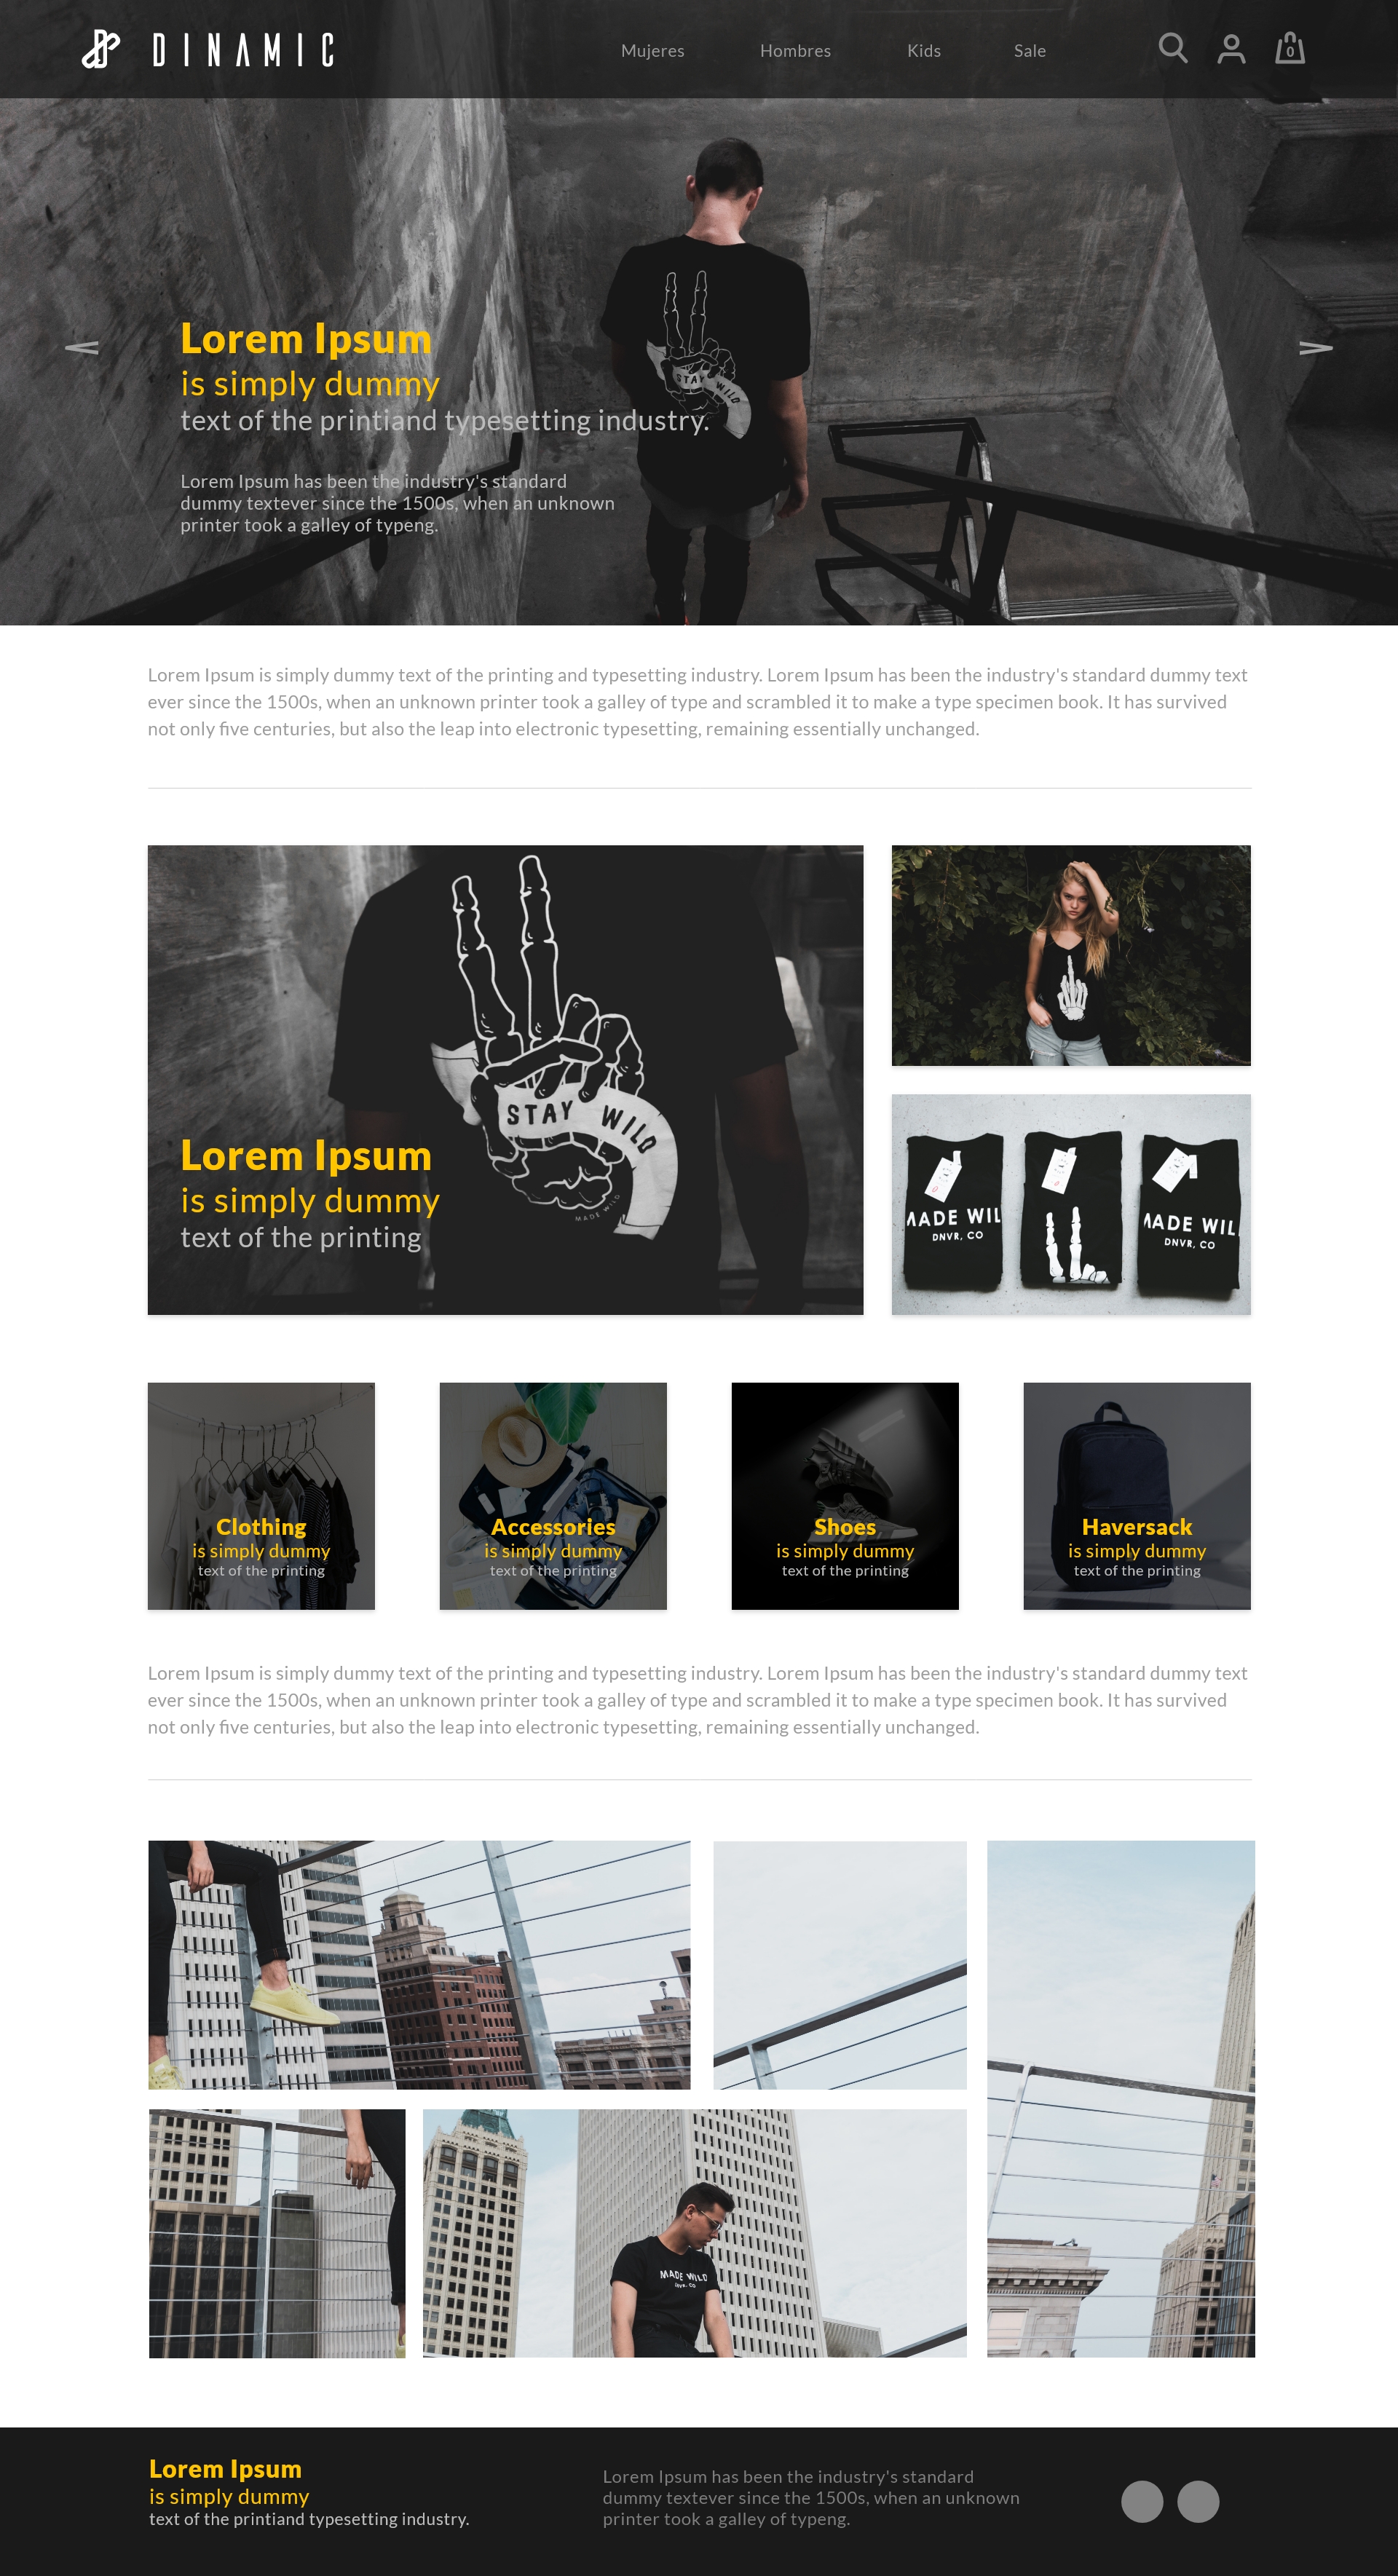 DINAMIC
Mujeres Hombres Kids Sale
0
Lorem Ipsum
is simply dummy
text of the printiand typesetting industry.
STAY WILD
Lorem Ipsum has been the industry's standard
dummy textever since the 1500s, when an unknown
printer took a galley of typeng.
Lorem Ipsum is simply dummy text of the printing and typesetting industry. Lorem Ipsum has been the industry's standard dummy text
ever since the 1500s, when an unknown printer took a galley of type and scrambled it to make a type specimen book. It has survived
not only five centuries, but also the leap into electronic typesetting, remaining essentially unchanged.
STAY WILD
MADE WILD
Lorem Ipsum
is simply dummy
text of the printing
MADE WIL
DNVR, CO
MADE WIL
DNVR, CO
Clothing
is simply dummy
text of the printing
Accessories
is simply dummy
text of the printing
Shoes
is simply dummy
text of the printing
Haversack
is simply dummy
text of the printing
Lorem Ipsum is simply dummy text of the printing and typesetting industry. Lorem Ipsum has been the industry's standard dummy text
ever since the 1500s, when an unknown printer took a galley of type and scrambled it to make a type specimen book. It has survived
not only five centuries, but also the leap into electronic typesetting, remaining essentially unchanged.
MADE WILD
DNVR, CO
Lorem Ipsum
is simply dummy
text of the printiand typesetting industry.
Lorem Ipsum has been the industry's standard
dummy textever since the 1500s, when an unknown
printer took a galley of typeng.